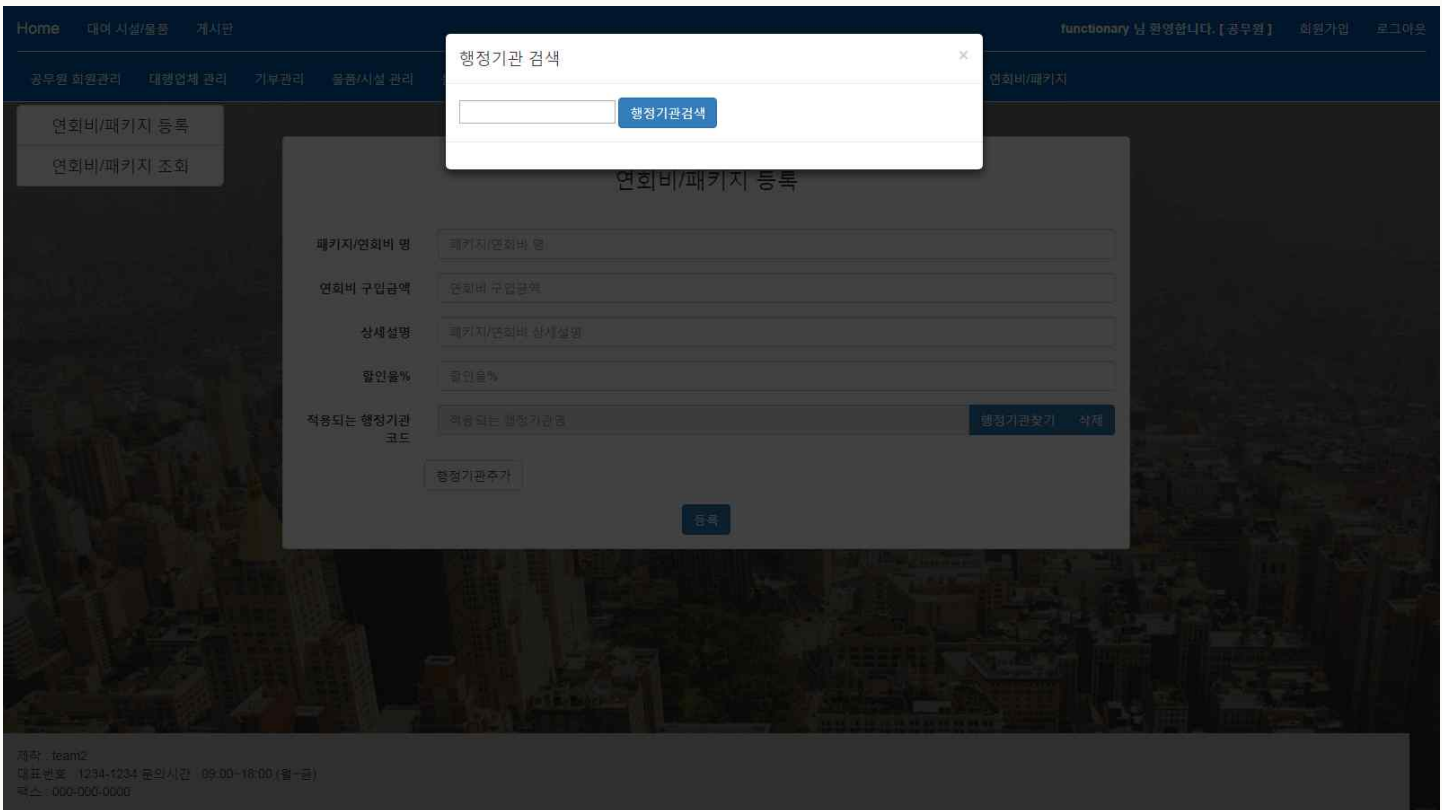 Home 대여 시설/물품 게시판 functionary 님 환영합니다. [ 공무원 ] 회원가입 로그아웃
공무원 회원관리 대행업체 관리 기부관리 물품/시설 관리 연회비/패키지
행정기관 검색 ×
행정기관검색
연회비/패키지 등록
연회비/패키지 조회
연회비/패키지 등록
패키지/연회비 명 패키지/연회비 명
연회비 구입금액 연회비 구입금액
상세설명 패키지/연회비 상세설명
할인율% 할인율%
적용되는 행정기관 적용되는 행정기관명 행정기관찾기 삭제
코드
행정기관추가
등록
제작 : team2
대표번호 : 1234-1234 문의시간 : 09:00~18:00 (월~금)
팩스 : 000-000-0000